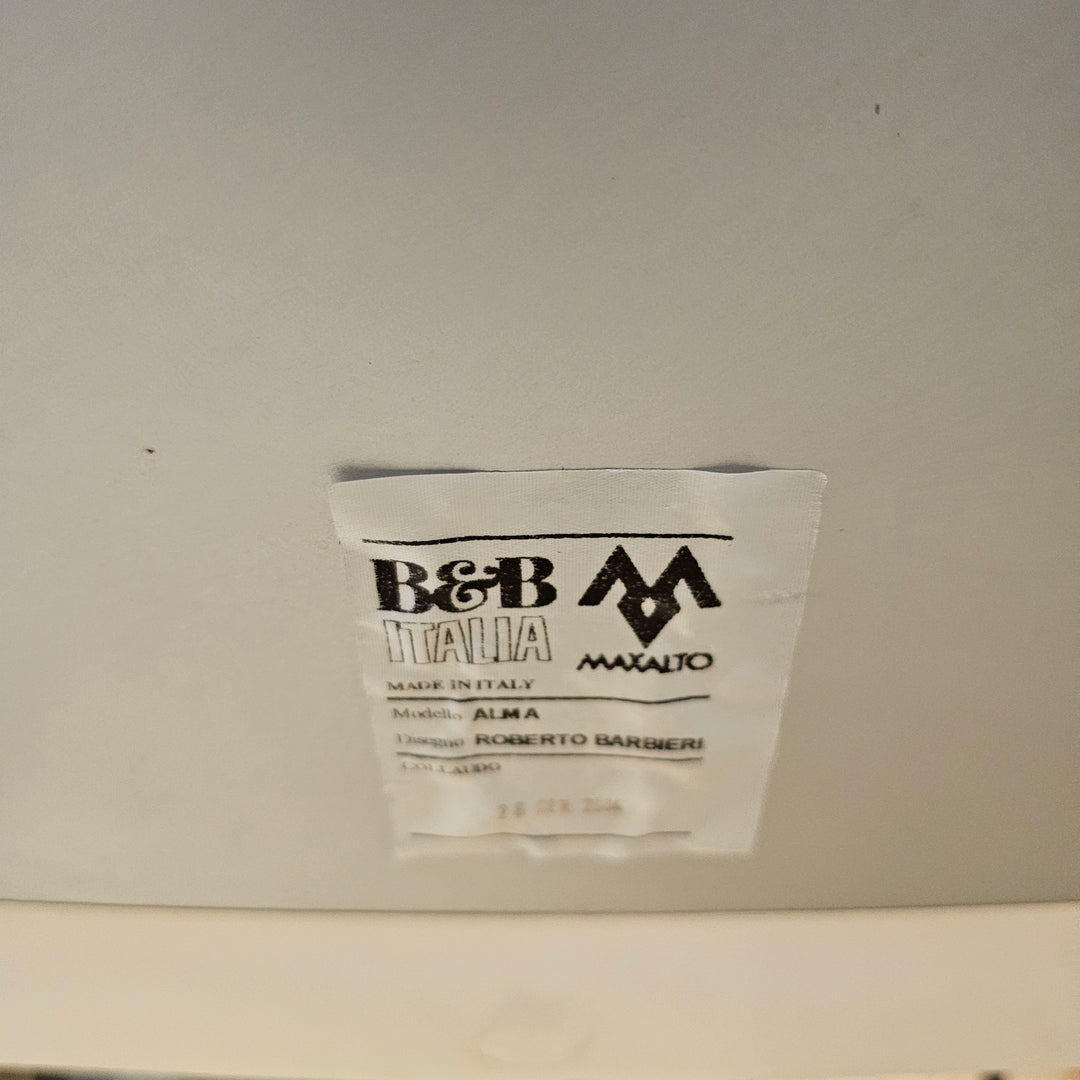 B&B
ITALIA
MAXALTO
MADE IN ITALY
Modello ALMA
Disegno ROBERTO BARBIERI
COLLAUDO